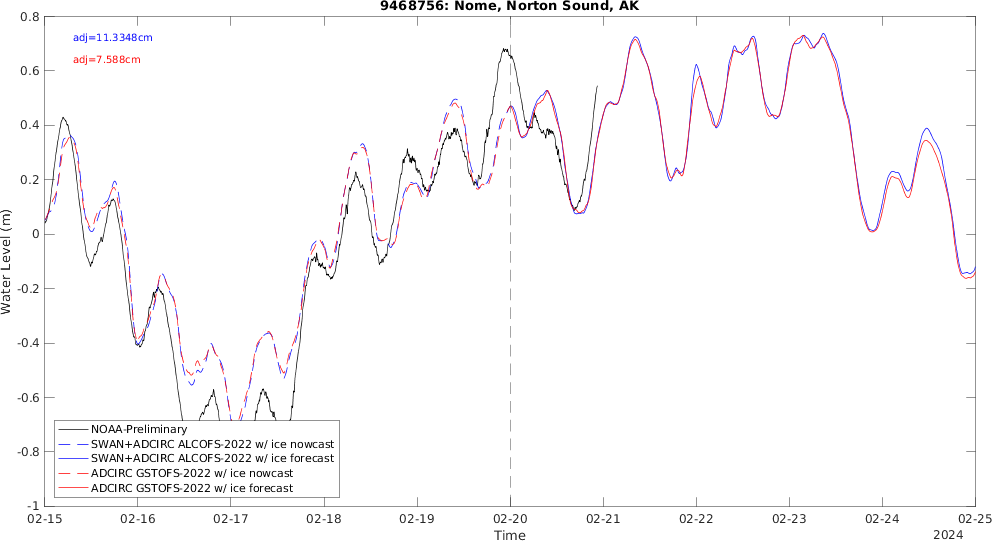 9468756: Nome, Norton Sound, AK
adj=11.3348cm
adj=7.588cm
Water Level (m)
0.8
0.6
0.4
0.2
0
-0.2
-0.4
-0.6
-0.8
-1
NOAA-Preliminary
SWAN+ADCIRC ALCOFS-2022 w/ ice nowcast
SWAN+ADCIRC ALCOFS-2022 w/ ice forecast
ADCIRC GSTOFS-2022 w/ ice nowcast
ADCIRC GSTOFS-2022 w/ ice forecast
02-15 02-16 02-17 02-18 02-19 02-20 02-21 02-22 02-23 02-24 02-25
Time
2024